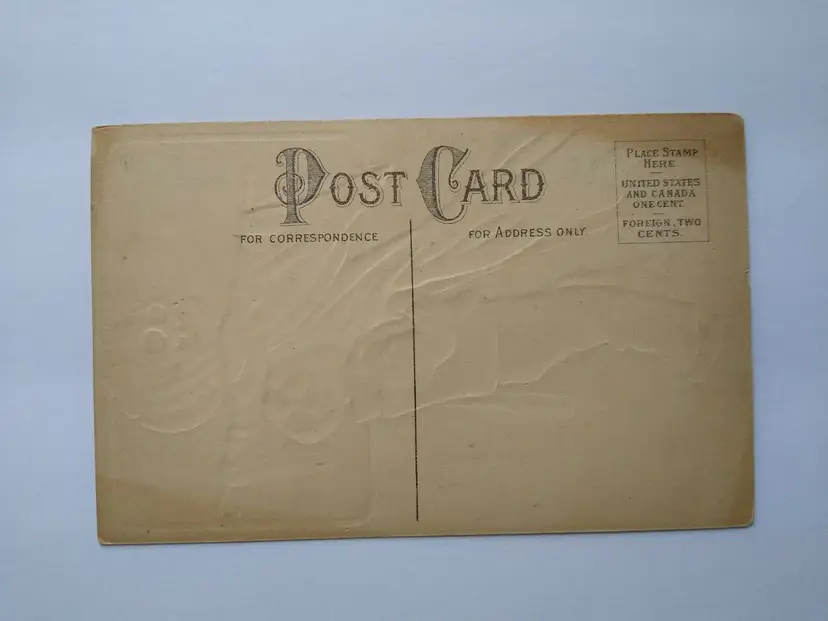 POST CARD
FOR CORRESPONDENCE
FOR ADDRESS ONLY
PLACE STAMP
HERE
—
UNITED STATES
AND CANADA
ONE CENT.
—
FOREIGN, TWO
CENTS.